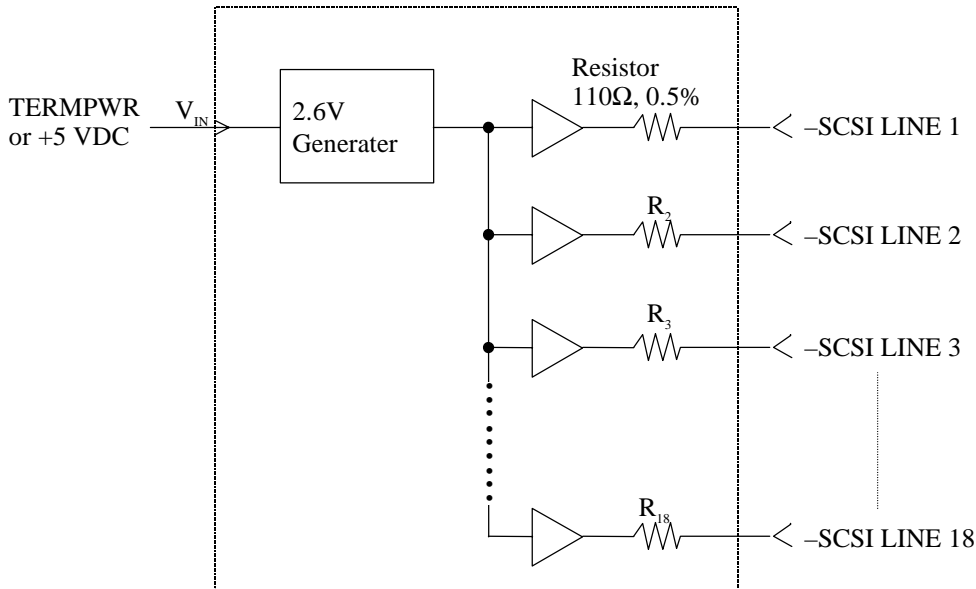 Resistor
110Ω, 0.5%
TERMPWR
or +5 VDC
V_IN
2.6V
Generater
–SCSI LINE 1
R_2
–SCSI LINE 2
R_3
–SCSI LINE 3
R_18
–SCSI LINE 18